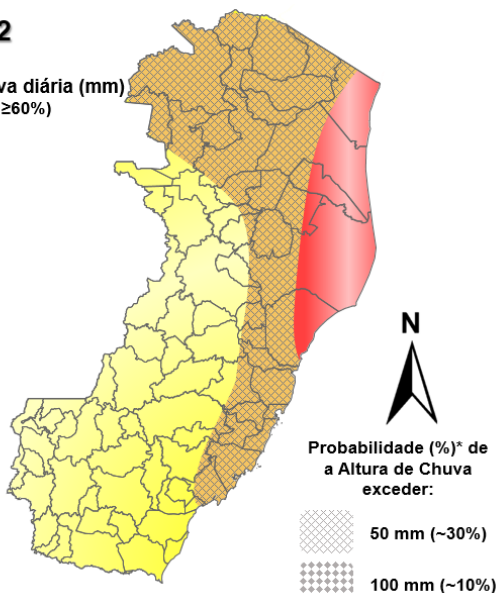 2
va diária (mm)
≥60%)
N
Probabilidade (%)* de
a Altura de Chuva
exceder:
50 mm (~30%)
100 mm (~10%)